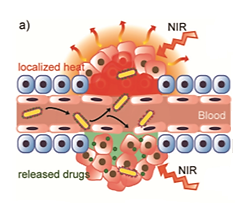 a)
NIR
localized heat
Blood
released drugs
NIR